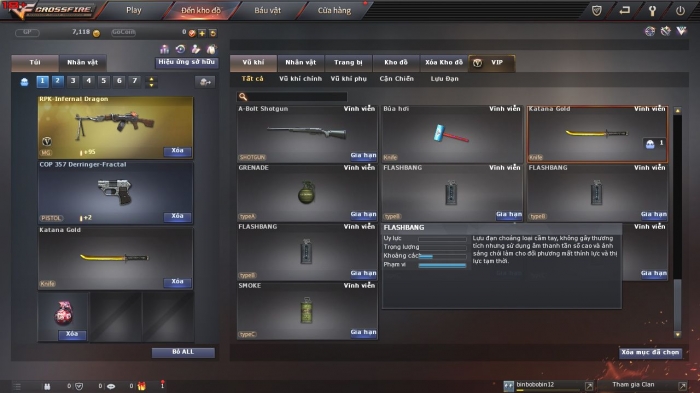 CROSSFIRE
Play
Đến kho đồ
Báu vật
Cửa hàng
GP
7,118
GoCoin
0
Túi
Nhân vật
Hiệu ứng sở hữu
1 2 3 4 5 6 7
RPK-Infernal Dragon
MG
+95
Xóa
COP 357 Derringer-Fractal
PISTOL
+2
Xóa
Katana Gold
Knife
Xóa
Xóa
Bỏ ALL
Vũ khí
Nhân vật
Trang bị
Kho đồ
Xóa Kho đồ
VIP
Tất cả
Vũ khí chính
Vũ khí phụ
Cận Chiến
Lựu Đạn
A-Bolt Shotgun
Vĩnh viễn
SHOTGUN
Gia hạn
Búa hơi
Vĩnh viễn
Knife
Katana Gold
Vĩnh viễn
Knife
1
GRENADE
Vĩnh viễn
typeA
Gia hạn
FLASHBANG
Vĩnh viễn
typeB
Gia hạn
FLASHBANG
Vĩnh viễn
typeB
Gia hạn
FLASHBANG
Vĩnh viễn
typeB
Gia hạn
FLASHBANG
Uy lực
Trọng lượng
Khoảng cách
Phạm vi
Lựu đạn choáng loại cầm tay, không gây thương
tích nhưng sử dụng âm thanh tần số cao và ánh
sáng chói làm cho đối phương mất thính lực và thị
lực tạm thời.
SMOKE
Vĩnh viễn
typeC
Gia hạn
Xóa mục đã chọn
0
0
0
1
binbobobin12
Tham gia Clan